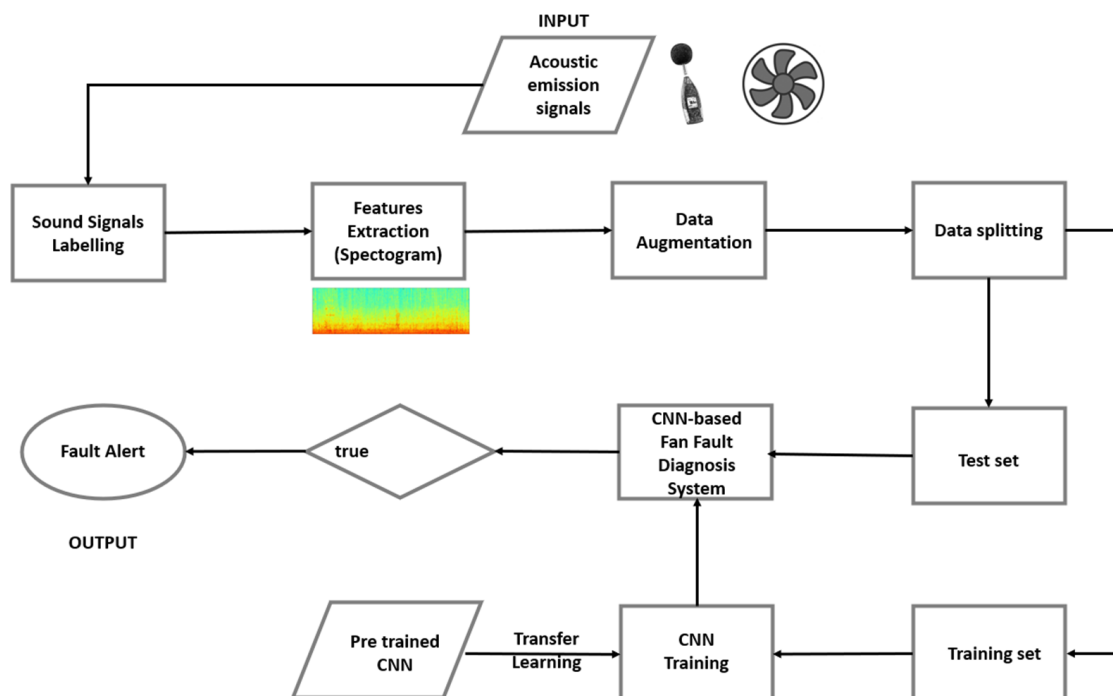 INPUT
Acoustic
emission
signals
Sound Signals
Labelling
Features
Extraction
(Spectogram)
Data
Augmentation
Data splitting
Fault Alert
true
CNN-based
Fan Fault
Diagnosis
System
Test set
OUTPUT
Pre trained
CNN
Transfer
Learning
CNN
Training
Training set